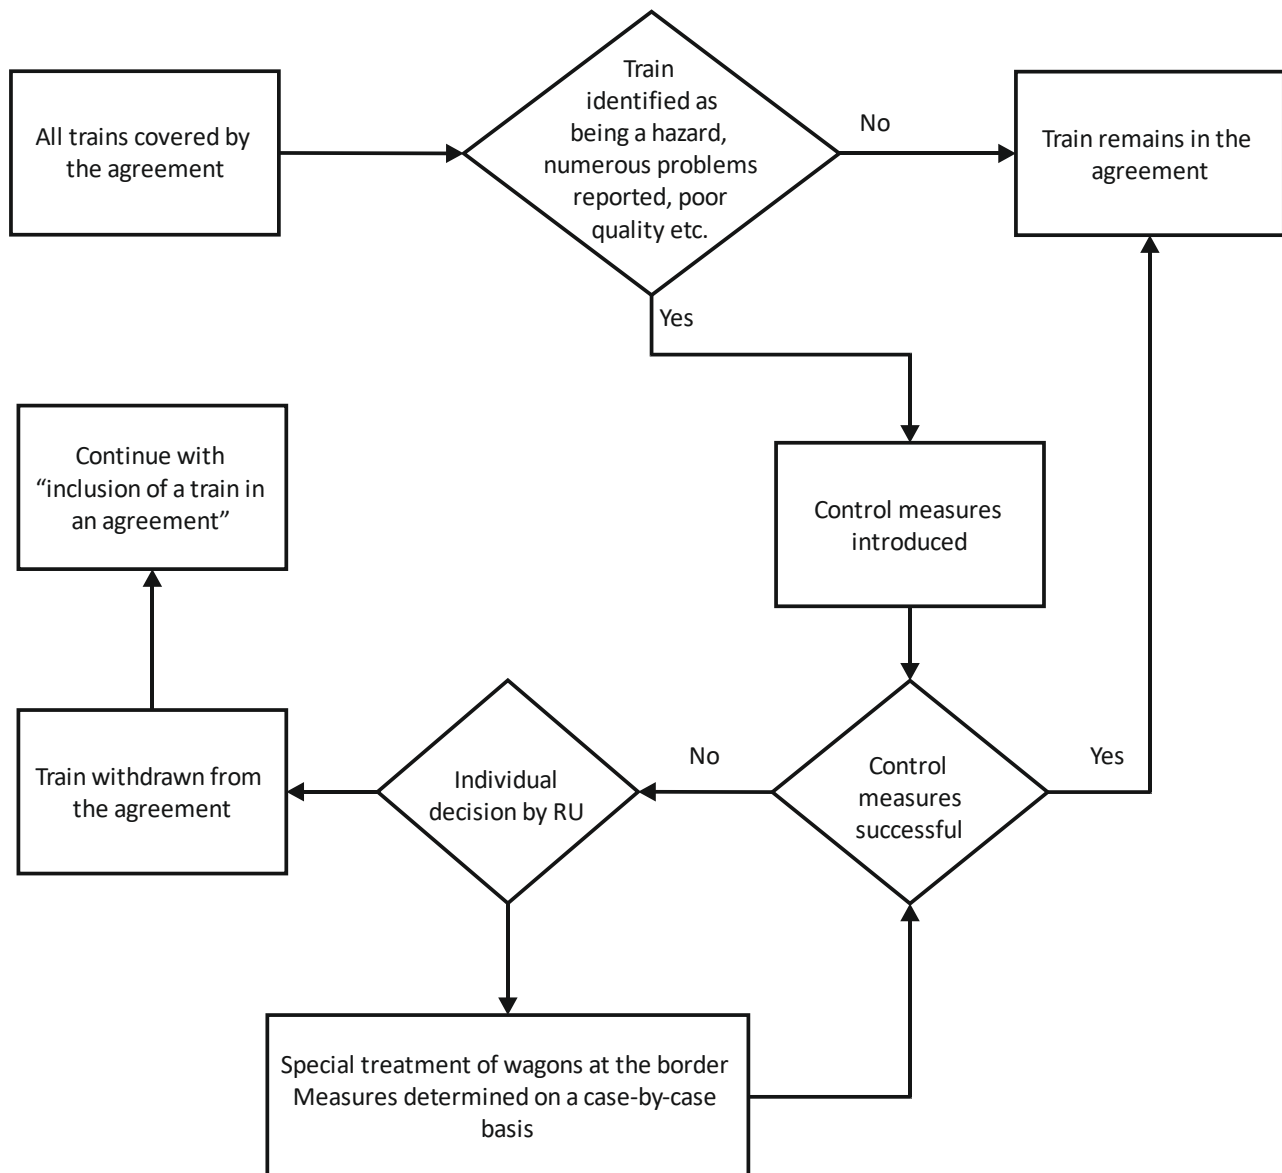 All trains covered by
the agreement
Train
identified as
being a hazard,
numerous problems
reported, poor
quality etc.
No
Train remains in the
agreement
Yes
Control measures
introduced
Control
measures
successful
Yes
No
Individual
decision by RU
Train withdrawn from
the agreement
Continue with
“inclusion of a train in
an agreement”
Special treatment of wagons at the border
Measures determined on a case-by-case
basis